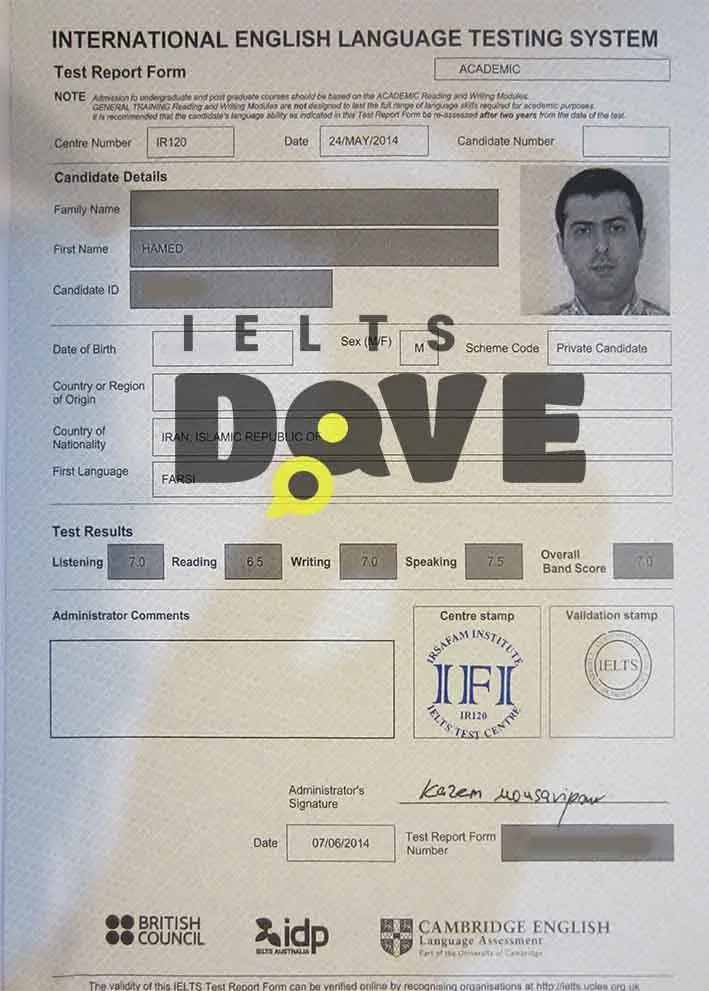 INTERNATIONAL ENGLISH LANGUAGE TESTING SYSTEM
Test Report Form
ACADEMIC
NOTE Admission to undergraduate and post graduate courses should be based on the ACADEMIC Reading and Writing Modules.
GENERAL TRAINING Reading and Writing Modules are not designed to test the full range of language skills required for academic purposes.
It is recommended that the candidate's language ability as indicated in this Test Report Form be re-assessed after two years from the date of the test.
Centre Number IR120 Date 24/MAY/2014 Candidate Number
Candidate Details
Family Name
First Name HAMED
Candidate ID
IELTS
Date of Birth Sex (M/F) M Scheme Code Private Candidate
Country or Region
of Origin
DOVE
Country of
Nationality
IRAN, ISLAMIC REPUBLIC OF
First Language FARSI
Test Results
Listening 7.0 Reading 6.5 Writing 7.0 Speaking 7.5 Overall
Band Score 7.0
Administrator Comments
Centre stamp
IRSAFAM INSTITUTE
IFI
IR120
IELTS TEST CENTRE
Validation stamp
IELTS
Administrator's
Signature
Kazem Mousavipour
Date 07/06/2014 Test Report Form
Number
BRITISH
COUNCIL
idp
IELTS AUSTRALIA
CAMBRIDGE ENGLISH
Language Assessment
Part of the University of Cambridge
The validity of this IELTS Test Report Form can be verified online by recognising organisations at http://ielts.ucles.org.uk